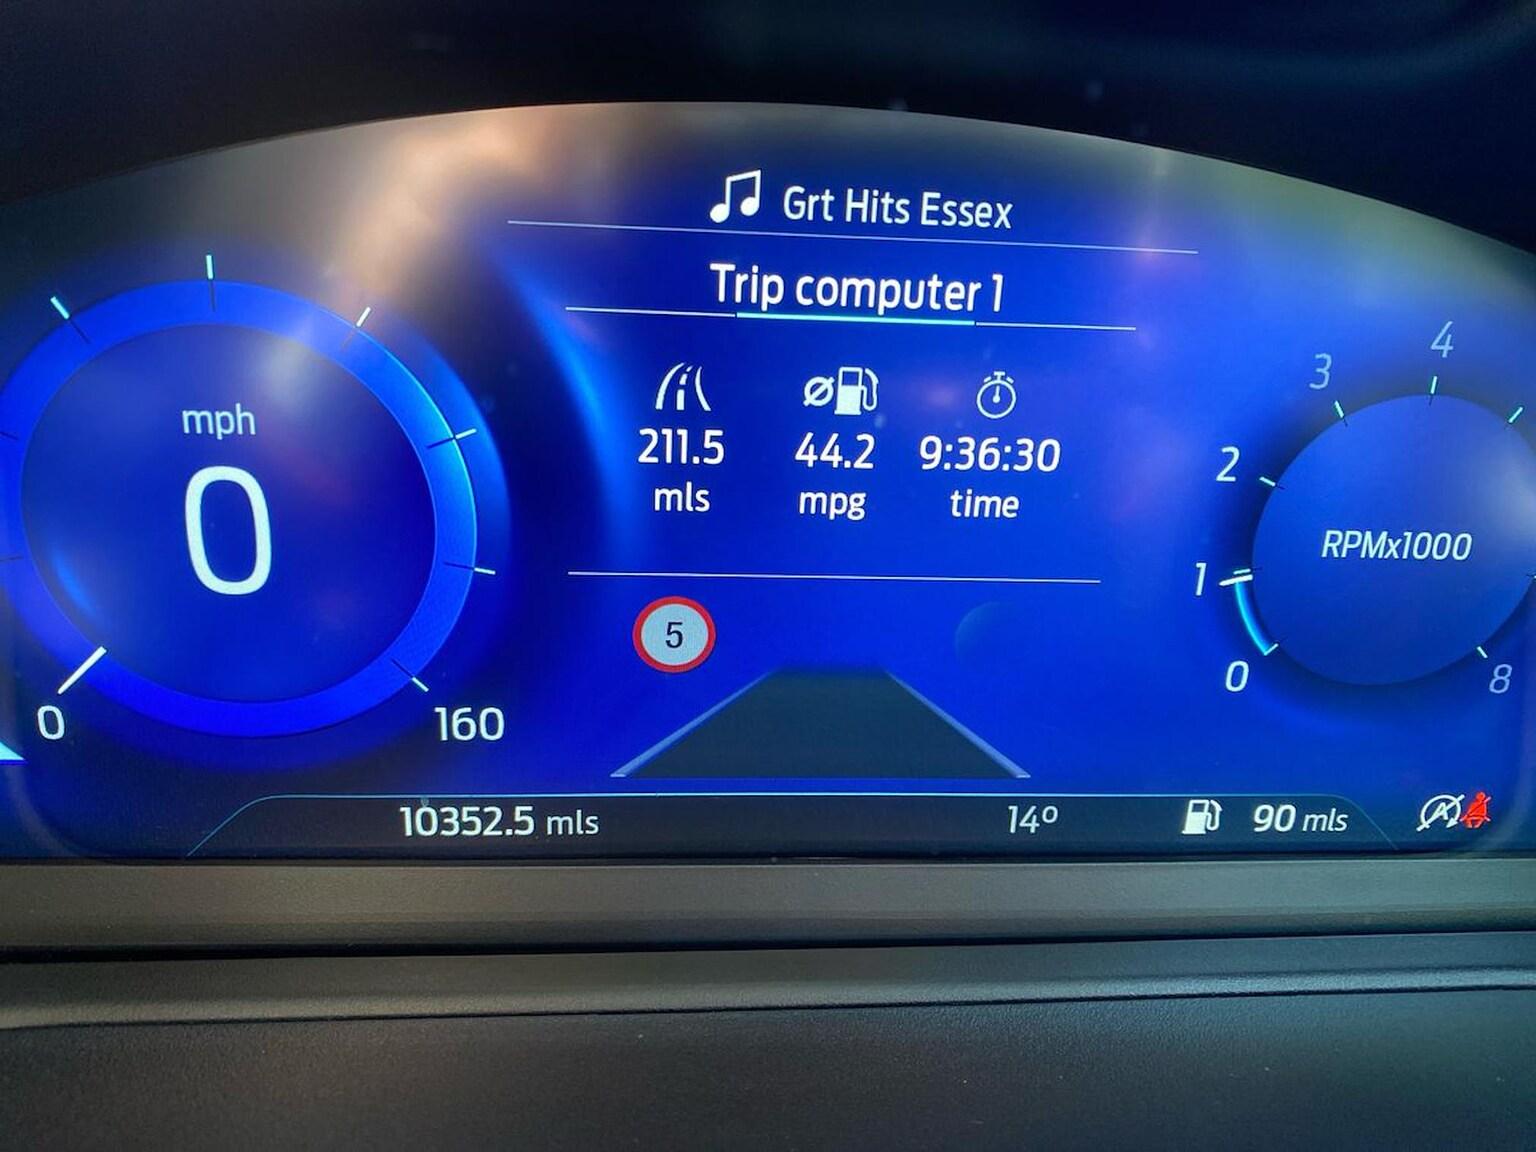 Grt Hits Essex
Trip computer 1
211.5 44.2 9:36:30
mls mpg time
mph
0
0
160
5
4
3
2
1
0
8
RPMx1000
10352.5 mls 14º 90 mls
A